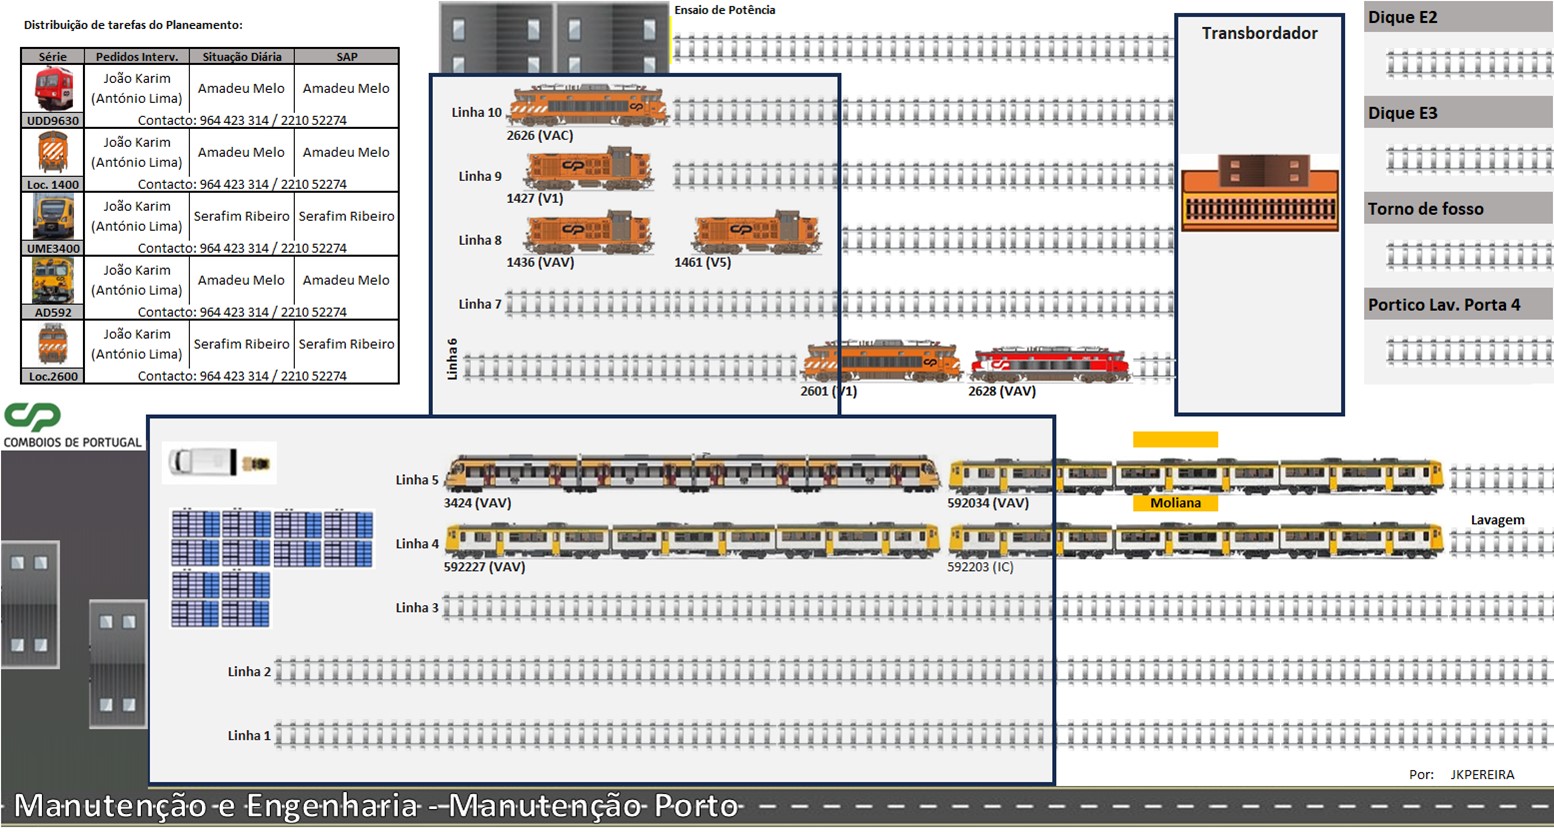 Distribuição de tarefas do Planeamento:
Série Pedidos Interv. Situação Diária SAP
João Karim
(António Lima) Amadeu Melo Amadeu Melo
UDD9630 Contacto: 964 423 314 / 2210 52274
João Karim
(António Lima) Amadeu Melo Amadeu Melo
Loc. 1400 Contacto: 964 423 314 / 2210 52274
João Karim
(António Lima) Serafim Ribeiro Serafim Ribeiro
UME3400 Contacto: 964 423 314 / 2210 52274
João Karim
(António Lima) Amadeu Melo Amadeu Melo
AD592 Contacto: 964 423 314 / 2210 52274
João Karim
(António Lima) Serafim Ribeiro Serafim Ribeiro
Loc.2600 Contacto: 964 423 314 / 2210 52274
Ensaio de Potência
Linha 10
2626 (VAC)
Linha 9
1427 (V1)
Linha 8
1436 (VAV) 1461 (V5)
Linha 7
Linha 6
2601 (V1) 2628 (VAV)
Transbordador
Dique E2
Dique E3
Torno de fosso
Portico Lav. Porta 4
CP
COMBOIOS DE PORTUGAL
Linha 5
3424 (VAV) 592034 (VAV) Moliana
Lavagem
Linha 4
592227 (VAV) 592203 (IC)
Linha 3
Linha 2
Linha 1
Por: JKPEREIRA
Manutenção e Engenharia - Manutenção Porto